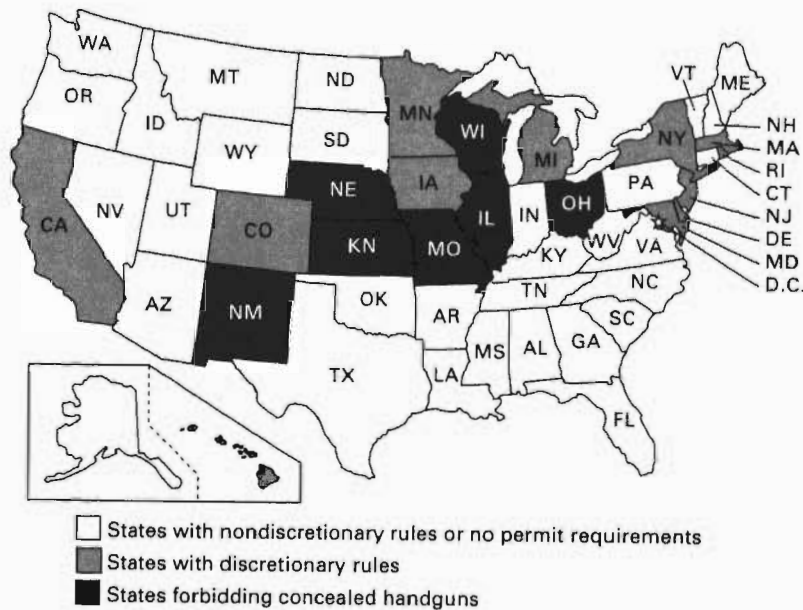 WA
MT
ND
MN
VT
ME
OR
ID
SD
WI
MI
NY
NH
MA
WY
RI
CT
NE
IA
PA
NJ
NV
UT
CO
IL
IN
OH
DE
CA
KN
MO
WV
VA
MD
KY
D.C.
AZ
NM
OK
TN
NC
AR
SC
TX
MS
AL
GA
LA
FL
States with nondiscretionary rules or no permit requirements
States with discretionary rules
States forbidding concealed handguns